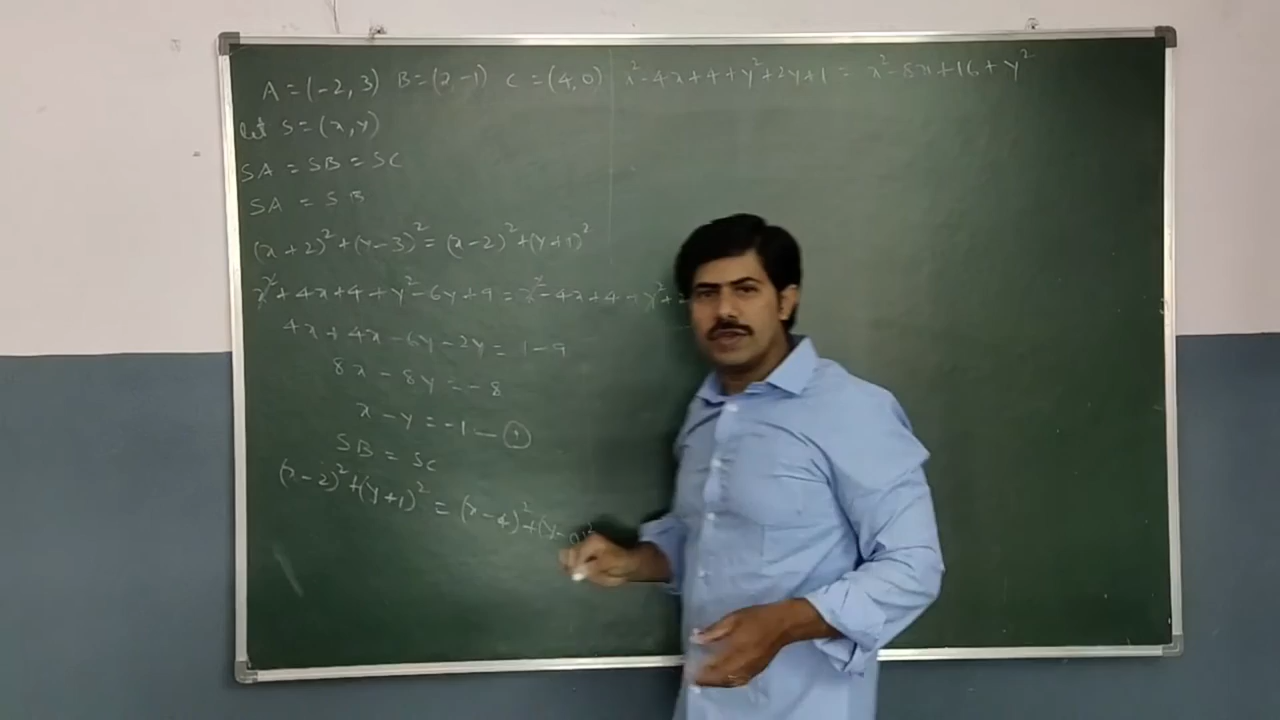 A = (-2, 3) B = (2, -1) C = (4, 0)
let S = (x, y)
SA = SB = SC
SA = SB
(x+2)² + (y-3)² = (x-2)² + (y+1)²
x² + 4x + 4 + y² - 6y + 9 = x² - 4x + 4 + y² +
4x + 4x - 6y - 2y = 1 - 9
8x - 8y = -8
x - y = -1 — ①
SB = SC
(x-2)² + (y+1)² = (x-4)² + (y-0)²
x² - 4x + 4 + y² + 2y + 1 = x² - 8x + 16 + y²